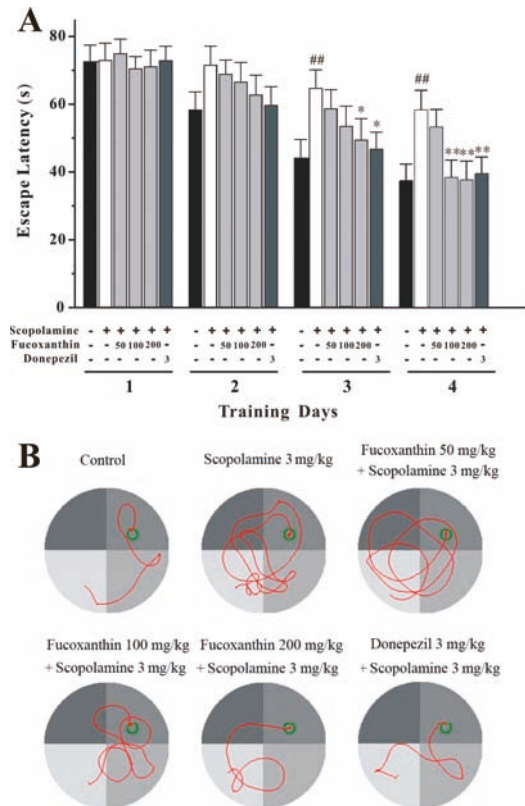 A
Escape Latency (s)
80
60
40
20
0
##
*
*
##
** ** **
Scopolamine - + + + + + - + + + + + - + + + + + - + + + + +
Fucoxanthin - - 50 100 200 - - - 50 100 200 - - - 50 100 200 - - - 50 100 200 -
Donepezil - - - - - 3 - - - - - 3 - - - - - 3 - - - - - 3
1 2 3 4
Training Days
B
Control
Scopolamine 3 mg/kg
Fucoxanthin 50 mg/kg
+ Scopolamine 3 mg/kg
Fucoxanthin 100 mg/kg
+ Scopolamine 3 mg/kg
Fucoxanthin 200 mg/kg
+ Scopolamine 3 mg/kg
Donepezil 3 mg/kg
+ Scopolamine 3 mg/kg